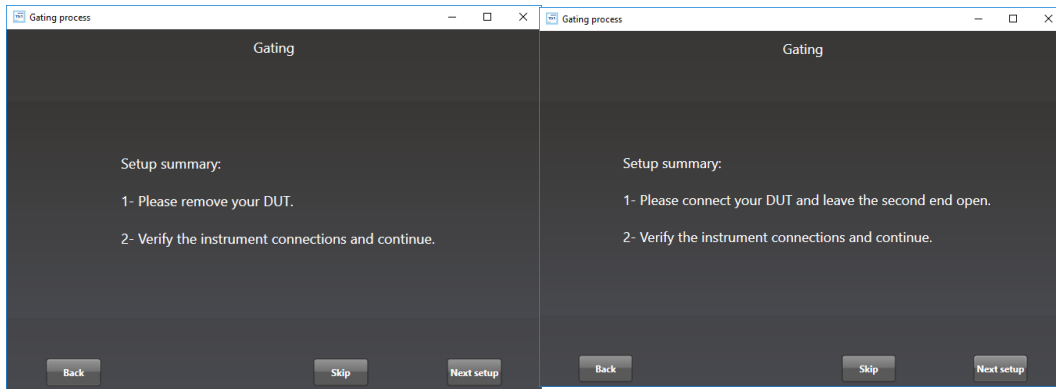 Gating process
Gating
Setup summary:
1- Please remove your DUT.
2- Verify the instrument connections and continue.
Back
Skip
Next setup
Gating process
Gating
Setup summary:
1- Please connect your DUT and leave the second end open.
2- Verify the instrument connections and continue.
Back
Skip
Next setup